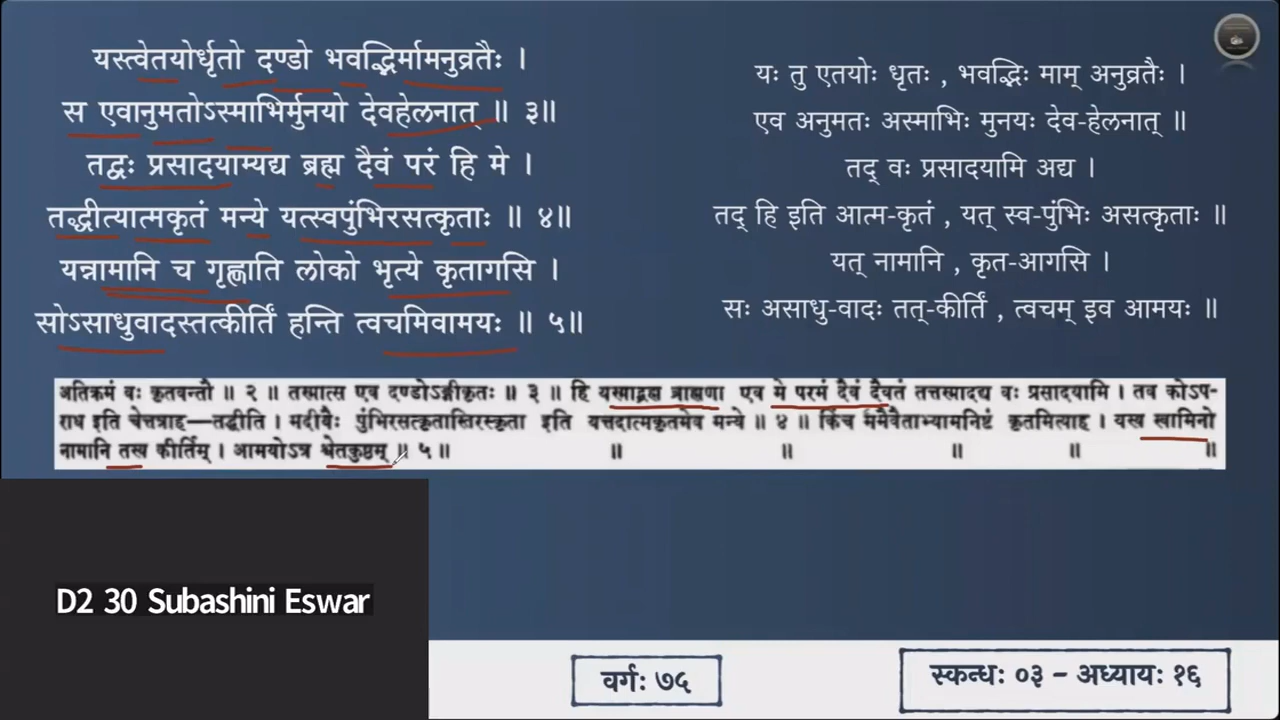 यस्त्वेतयोर्धृतो दण्डो भवद्भिर्मामनुव्रतैः ।
स एवानुमतोऽस्माभिर्मुनयो देवहेलनात् ॥ ३॥
तद्वः प्रसादयाम्यद्य ब्रह्म दैवं परं हि मे ।
तद्धीत्यात्मकृतं मन्ये यत्स्वपुंभिरसत्कृताः ॥ ४॥
यन्नामानि च गृह्णाति लोको भृत्ये कृतागसि ।
सोऽसाधुवादस्तत्कीर्तिं हन्ति त्वचमिवामयः ॥ ५॥
यः तु एतयोः धृतः , भवद्भिः माम् अनुव्रतैः ।
एव अनुमतः अस्माभिः मुनयः देव-हेलनात् ॥
तद् वः प्रसादयामि अद्य ।
तद् हि इति आत्म-कृतं , यत् स्व-पुंभिः असत्कृताः ॥
यत् नामानि , कृत-आगसि ।
सः असाधु-वादः तत्-कीर्तिं , त्वचम् इव आमयः ॥
अतिक्रमं वः कृतवन्तौ ॥ २ ॥ तस्मात्स एव दण्डोऽङ्गीकृतः ॥ ३ ॥ हि यस्माद्ब्रह्म ब्राह्मणा एव मे परमं दैवं दैवतं तत्तस्मादद्य वः प्रसादयामि । तव कोऽप-
राध इति चेत्तत्राह—तद्धीति । मदीयैः पुंभिरसत्कृतास्तिरस्कृता इति यत्तदात्मकृतमेव मन्ये ॥ ४ ॥ किंच ममैवैताभ्यामनिष्टं कृतमित्याह । यस्य स्वामिनो
नामानि तस्य कीर्तिम् । आमयोऽत्र श्वेतकुष्ठम् ॥ ५ ॥ ॥ ॥ ॥ ॥ ॥
D2 30 Subashini Eswar
वर्गः ७५
स्कन्धः ०३ – अध्यायः १६